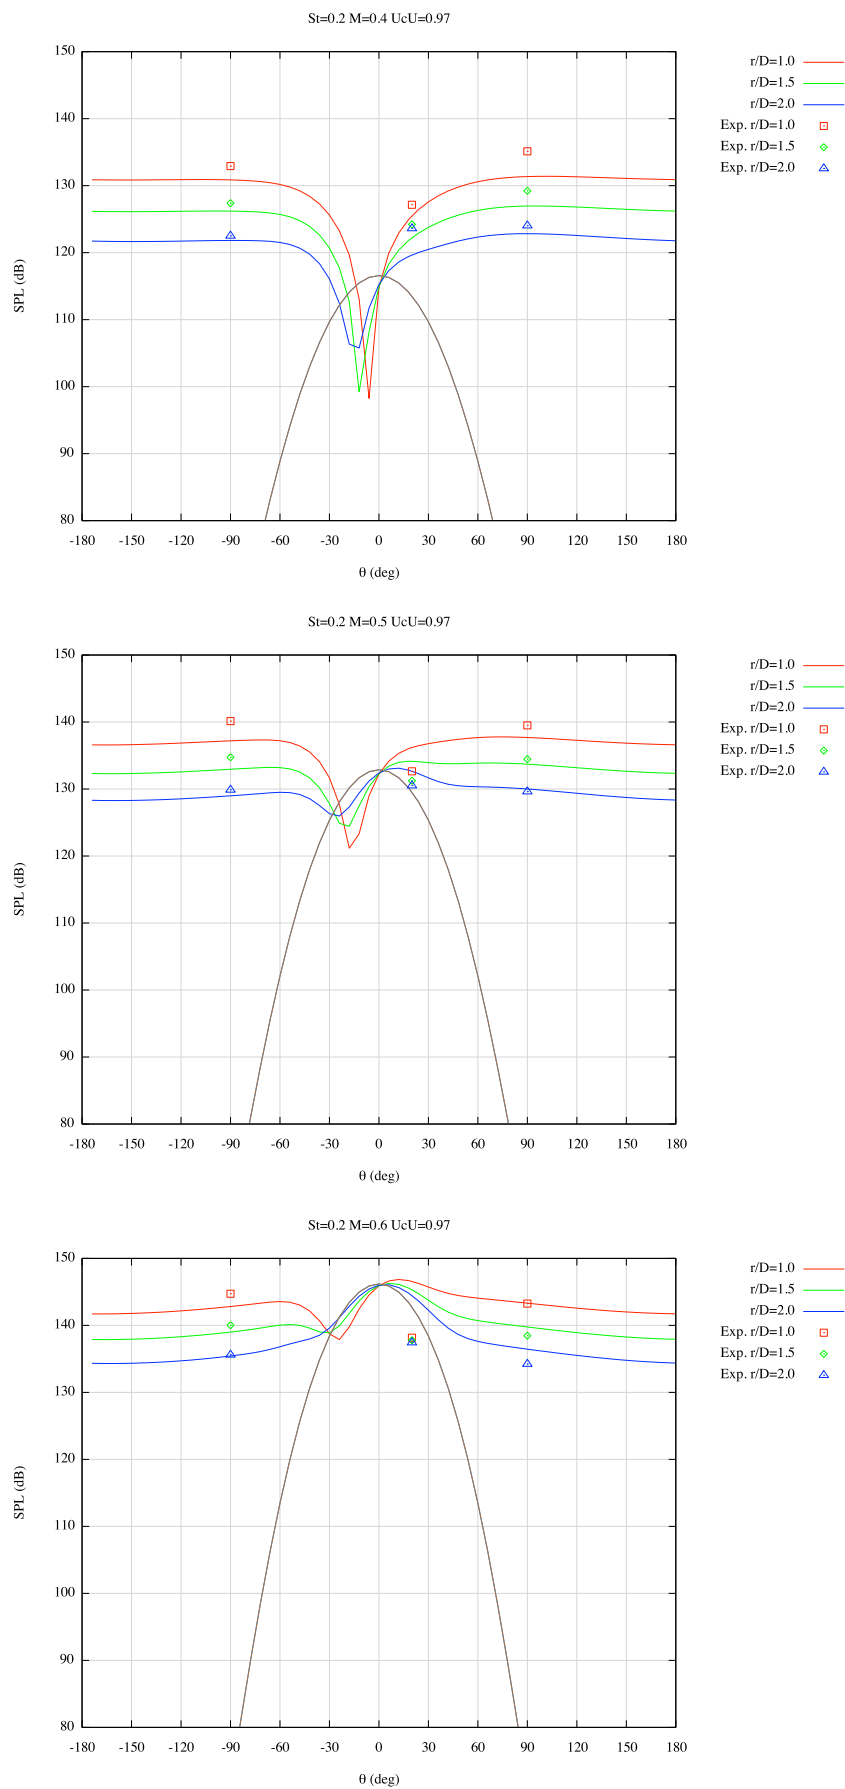 St=0.2 M=0.4 UcU=0.97
150
140
130
120
110
100
90
80
SPL (dB)
-180 -150 -120 -90 -60 -30 0 30 60 90 120 150 180
θ (deg)
r/D=1.0
r/D=1.5
r/D=2.0
Exp. r/D=1.0
Exp. r/D=1.5
Exp. r/D=2.0
St=0.2 M=0.5 UcU=0.97
150
140
130
120
110
100
90
80
SPL (dB)
-180 -150 -120 -90 -60 -30 0 30 60 90 120 150 180
θ (deg)
r/D=1.0
r/D=1.5
r/D=2.0
Exp. r/D=1.0
Exp. r/D=1.5
Exp. r/D=2.0
St=0.2 M=0.6 UcU=0.97
150
140
130
120
110
100
90
80
SPL (dB)
-180 -150 -120 -90 -60 -30 0 30 60 90 120 150 180
θ (deg)
r/D=1.0
r/D=1.5
r/D=2.0
Exp. r/D=1.0
Exp. r/D=1.5
Exp. r/D=2.0